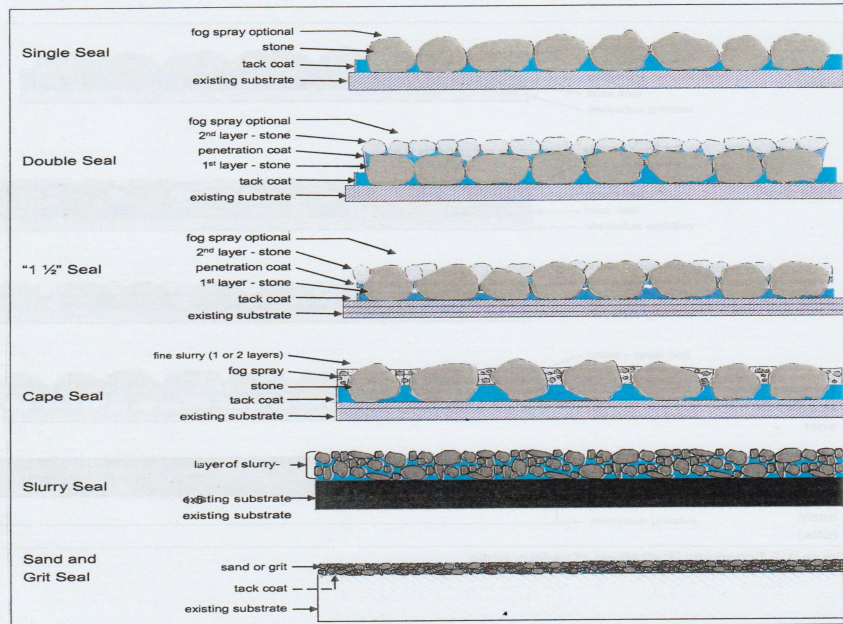 Single Seal
fog spray optional
stone
tack coat
existing substrate
Double Seal
fog spray optional
2nd layer - stone
penetration coat
1st layer - stone
tack coat
existing substrate
"1 ½" Seal
fog spray optional
2nd layer - stone
penetration coat
1st layer - stone
tack coat
existing substrate
Cape Seal
fine slurry (1 or 2 layers)
fog spray
stone
tack coat
existing substrate
Slurry Seal
layer of slurry-
existing substrate
existing substrate
Sand and
Grit Seal
sand or grit
tack coat
existing substrate